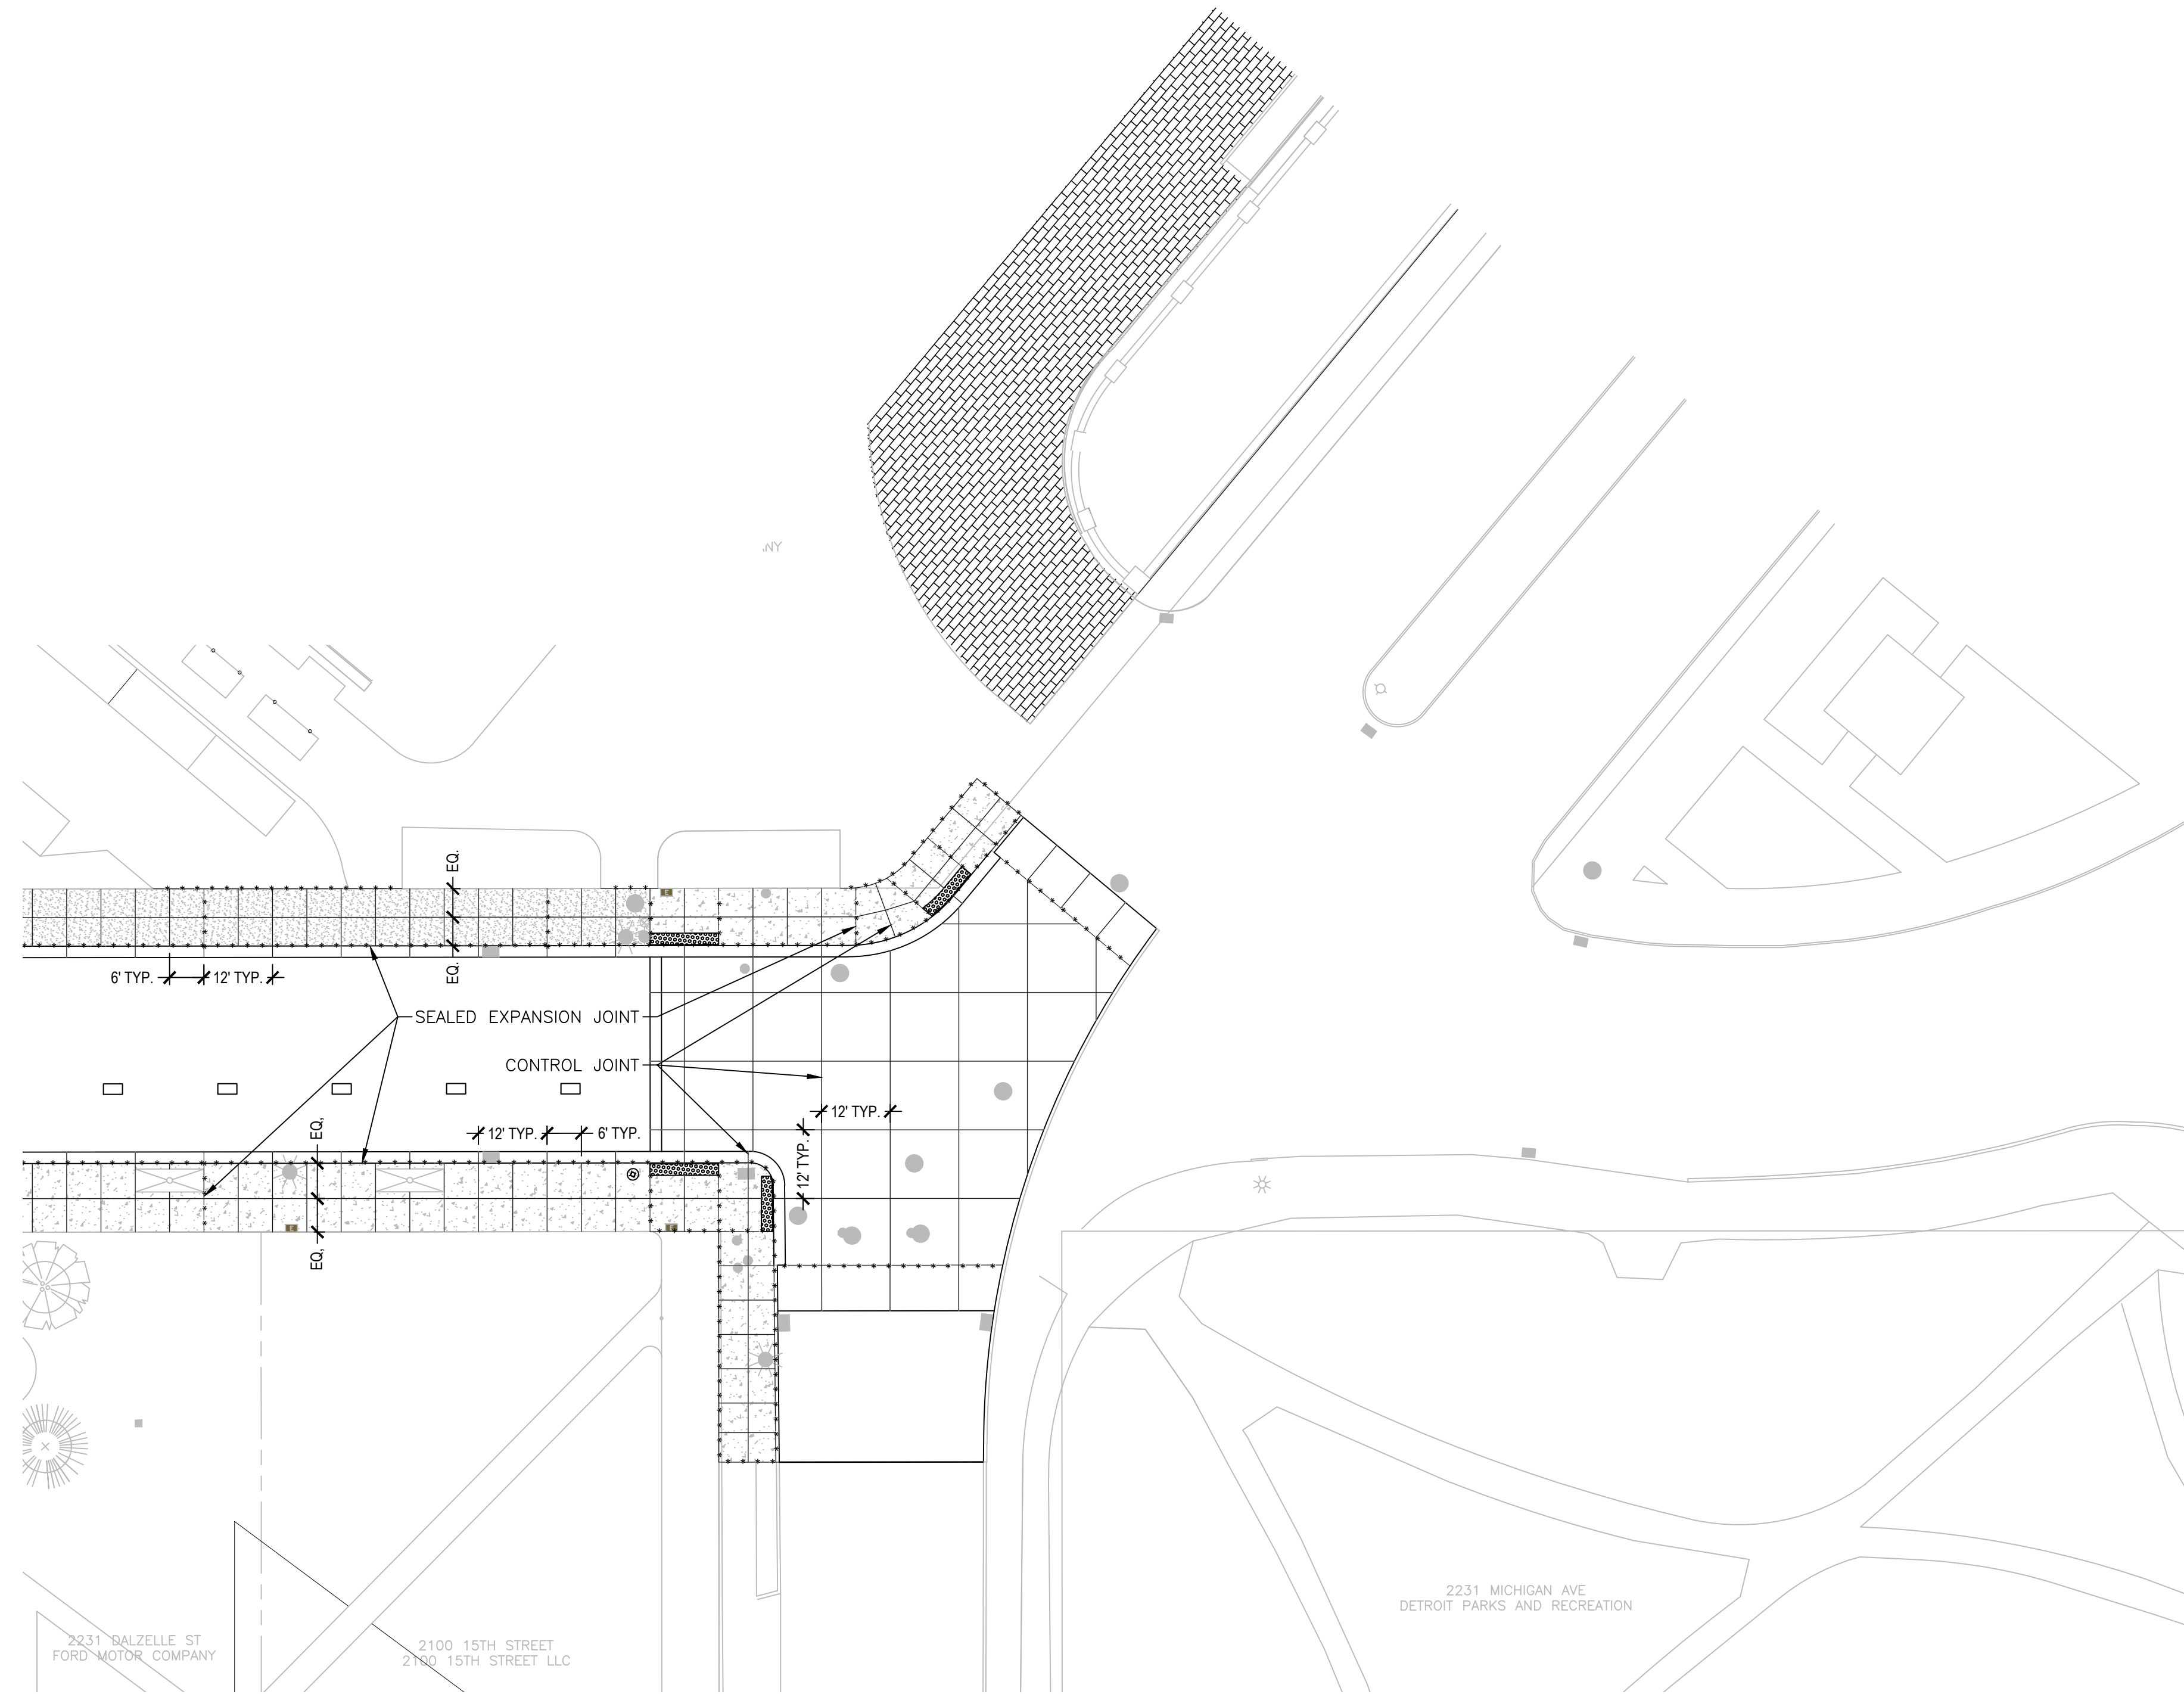 .NY
EQ.
EQ.
6' TYP.
12' TYP.
SEALED EXPANSION JOINT
CONTROL JOINT
12' TYP.
12' TYP.
12' TYP.
6' TYP.
EQ,
EQ,
E
E
E
2231 MICHIGAN AVE
DETROIT PARKS AND RECREATION
2231 DALZELLE ST
FORD MOTOR COMPANY
2100 15TH STREET
2100 15TH STREET LLC